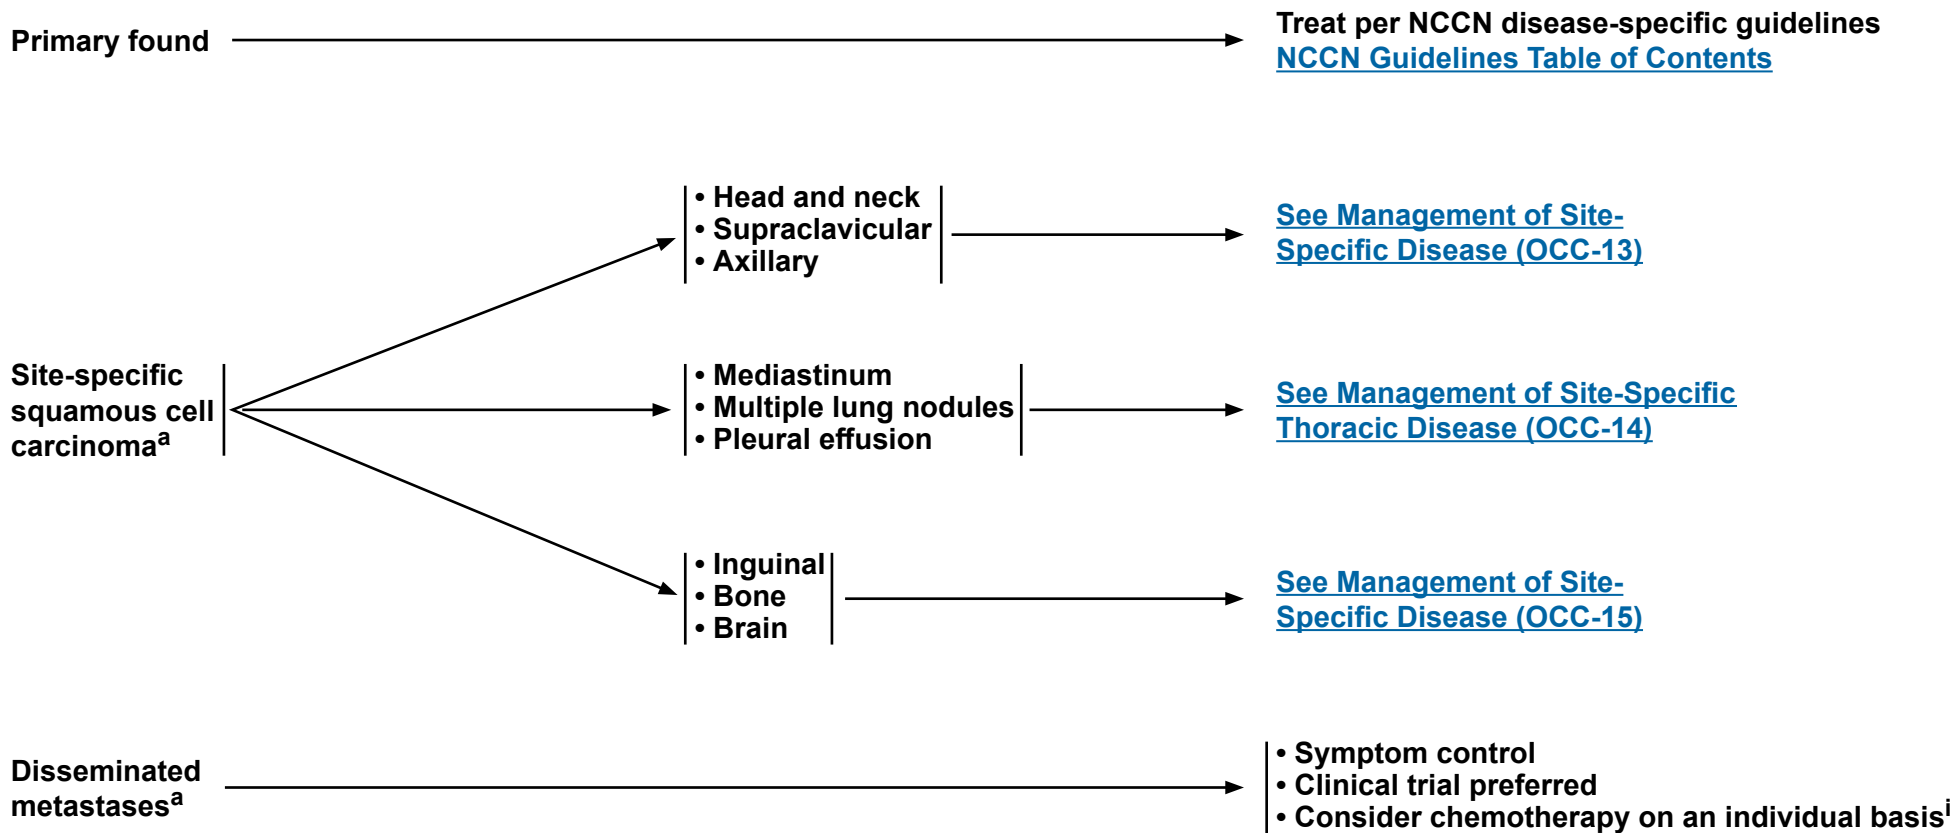 Primary found
Treat per NCCN disease-specific guidelines
NCCN Guidelines Table of Contents
• Head and neck
• Supraclavicular
• Axillary
See Management of Site-
Specific Disease (OCC-13)
Site-specific
squamous cell
carcinomaᵃ
• Mediastinum
• Multiple lung nodules
• Pleural effusion
See Management of Site-Specific
Thoracic Disease (OCC-14)
• Inguinal
• Bone
• Brain
See Management of Site-
Specific Disease (OCC-15)
Disseminated
metastasesᵃ
• Symptom control
• Clinical trial preferred
• Consider chemotherapy on an individual basisʲ